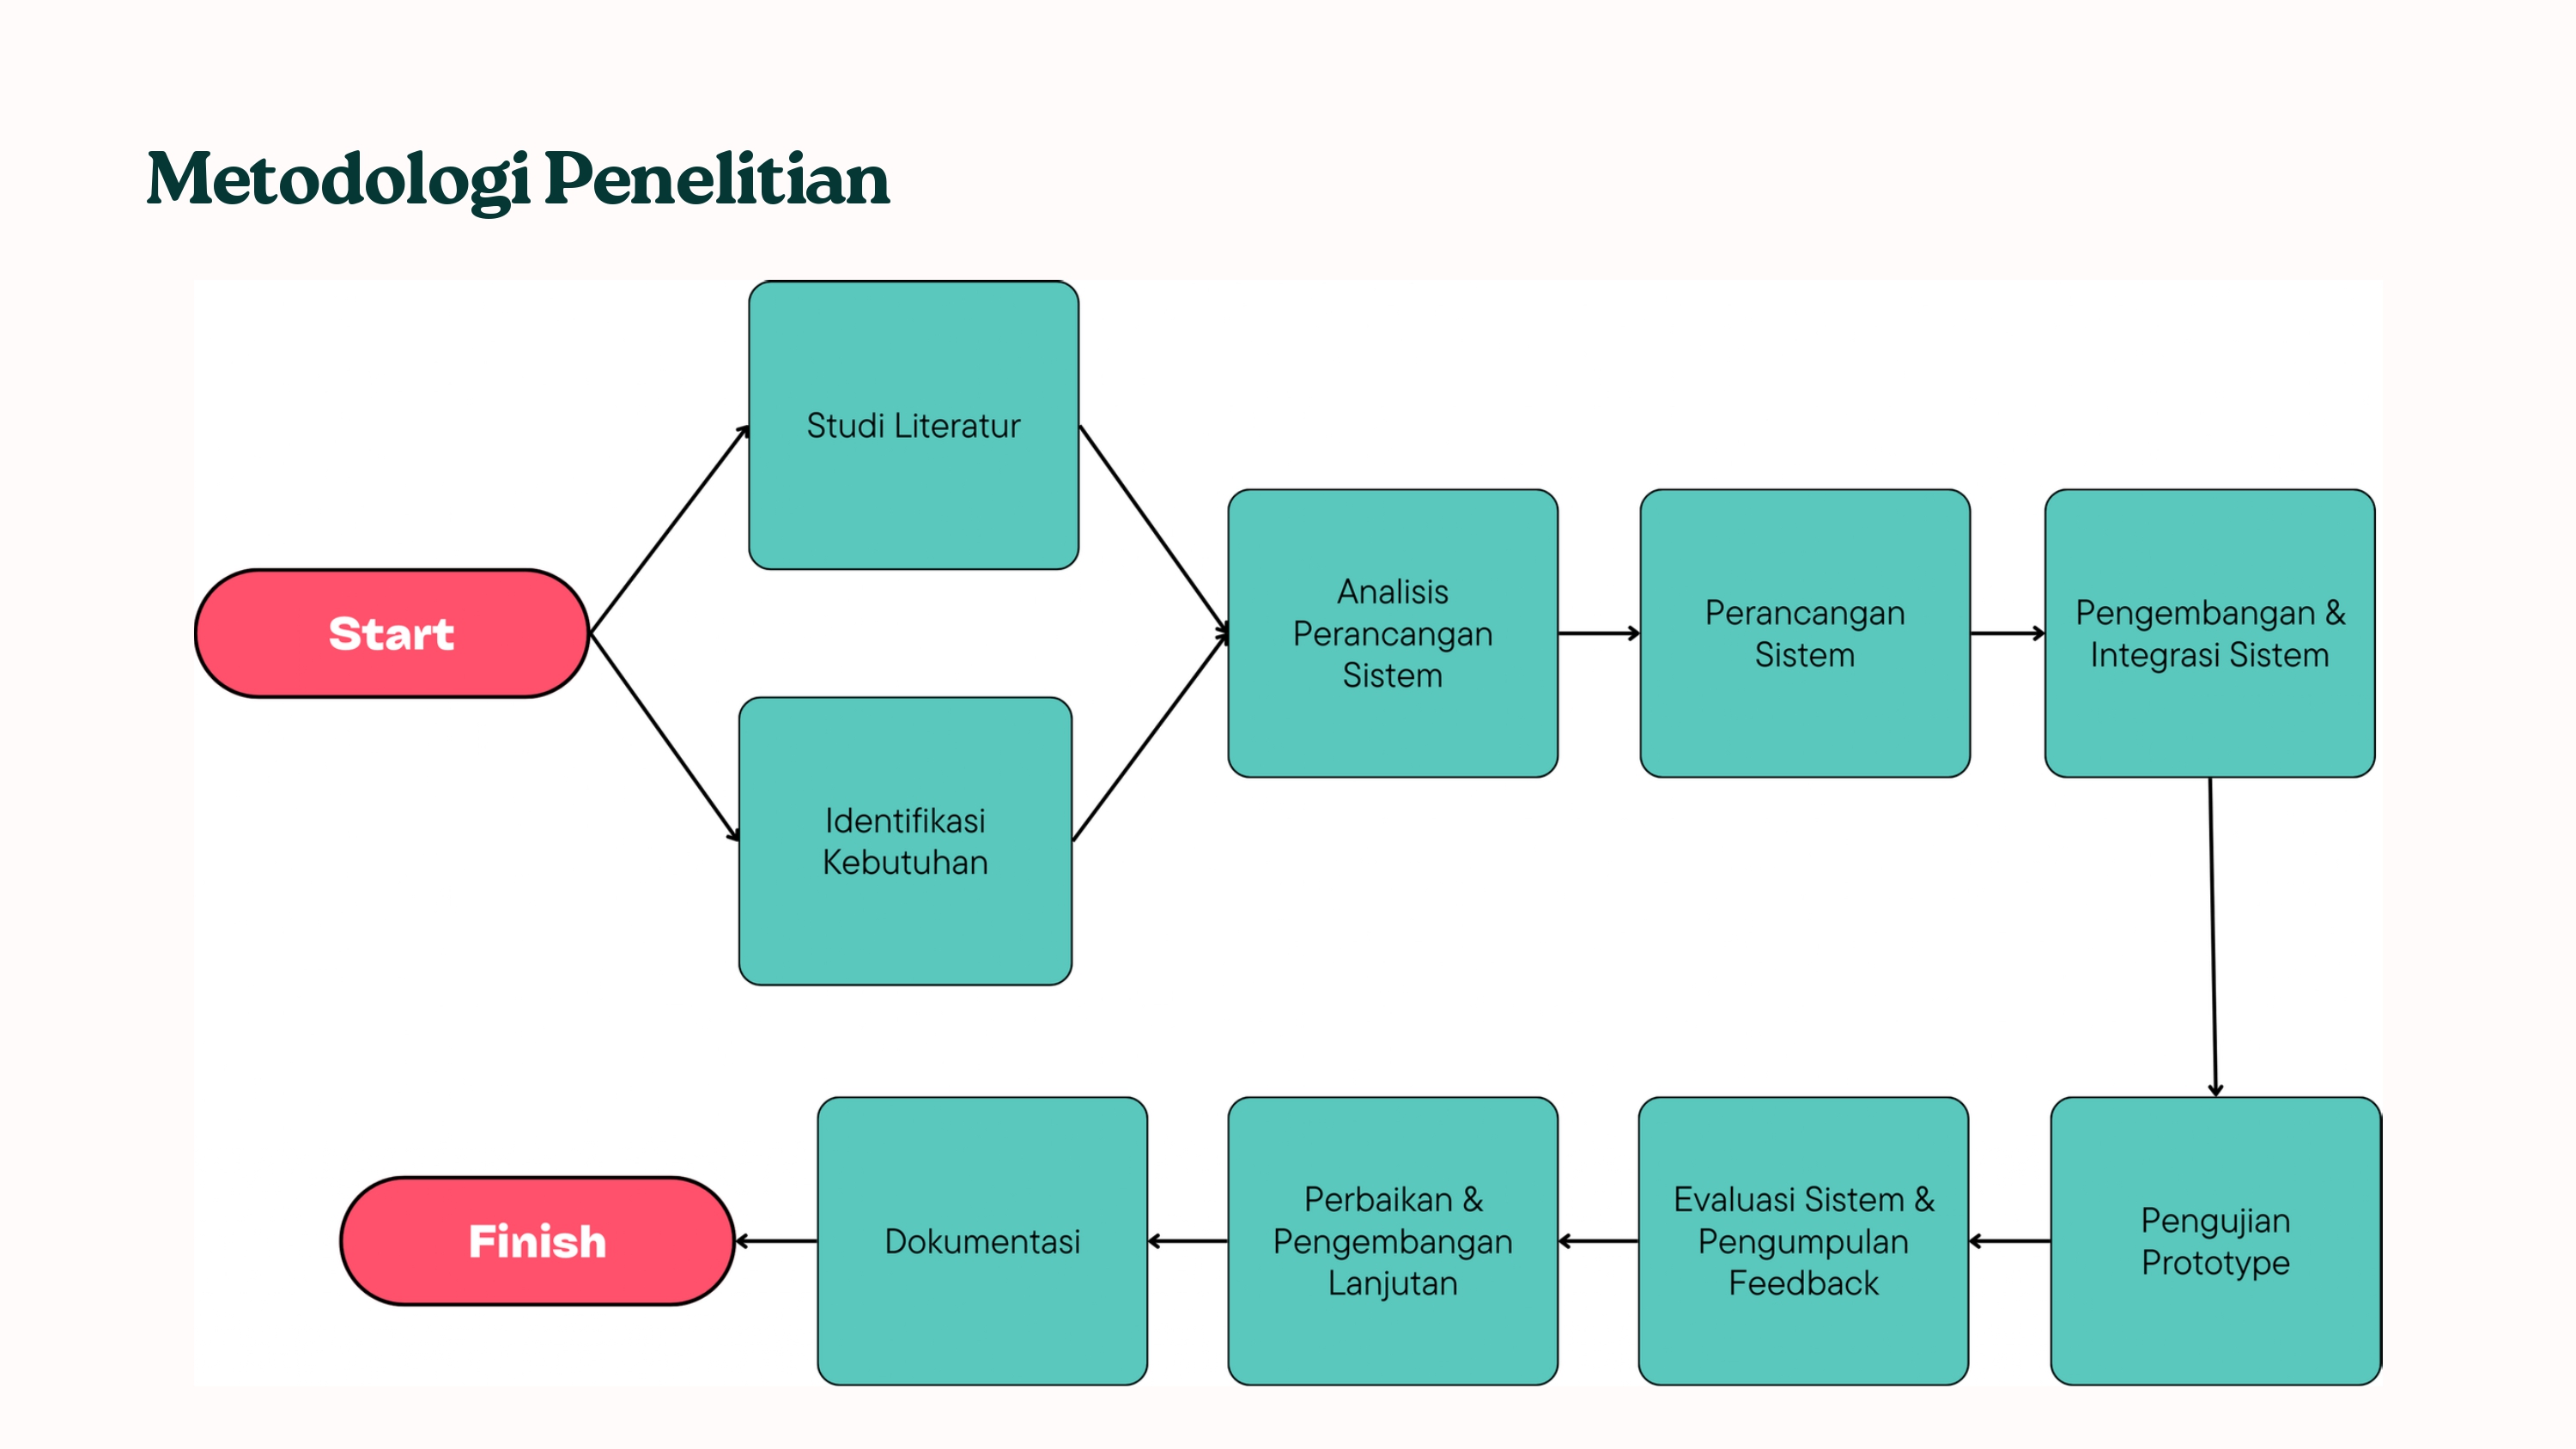 Metodologi Penelitian
Studi Literatur
Start
Identifikasi
Kebutuhan
Analisis
Perancangan
Sistem
Perancangan
Sistem
Pengembangan &
Integrasi Sistem
Pengujian
Prototype
Evaluasi Sistem &
Pengumpulan
Feedback
Perbaikan &
Pengembangan
Lanjutan
Dokumentasi
Finish